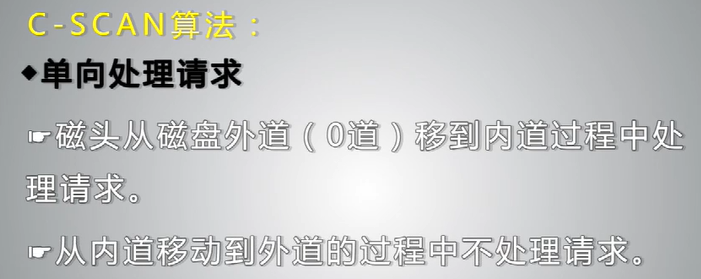 C-SCAN算法：
◆单向处理请求
☛磁头从磁盘外道（0道）移到内道过程中处
理请求。
☛从内道移动到外道的过程中不处理请求。